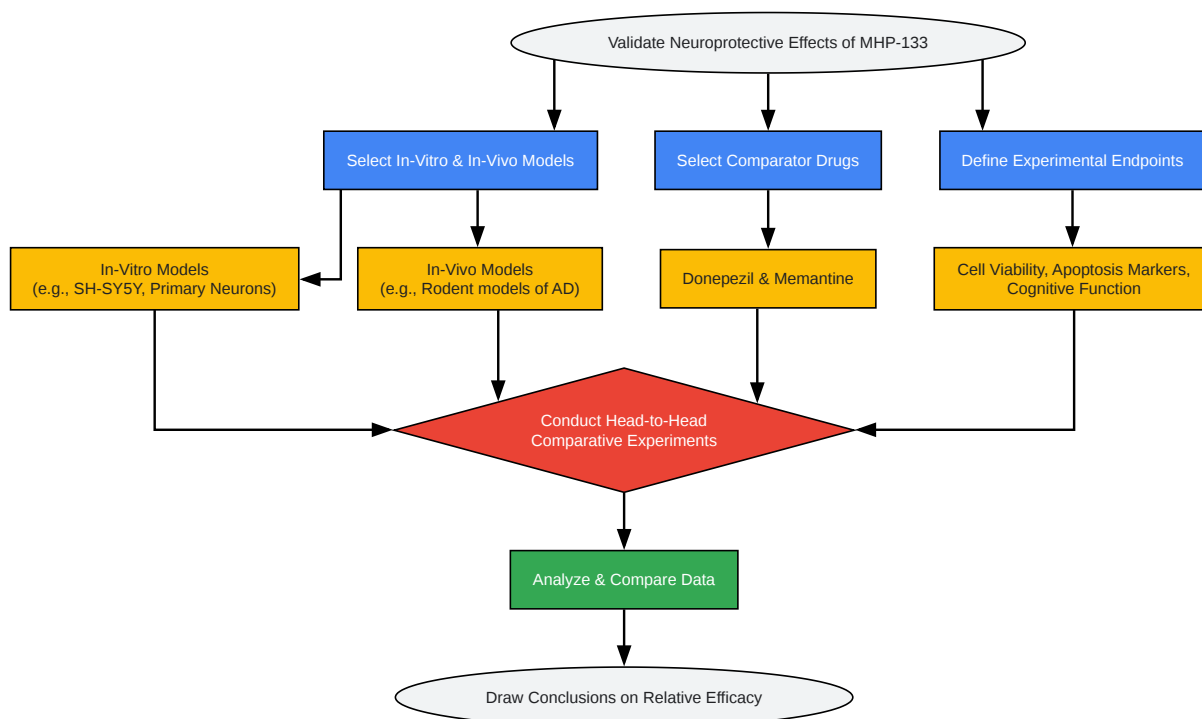 Validate Neuroprotective Effects of MHP-133
Select In-Vitro & In-Vivo Models
Select Comparator Drugs
Define Experimental Endpoints
In-Vitro Models
(e.g., SH-SY5Y, Primary Neurons)
In-Vivo Models
(e.g., Rodent models of AD)
Donepezil & Memantine
Cell Viability, Apoptosis Markers,
Cognitive Function
Conduct Head-to-Head
Comparative Experiments
Analyze & Compare Data
Draw Conclusions on Relative Efficacy